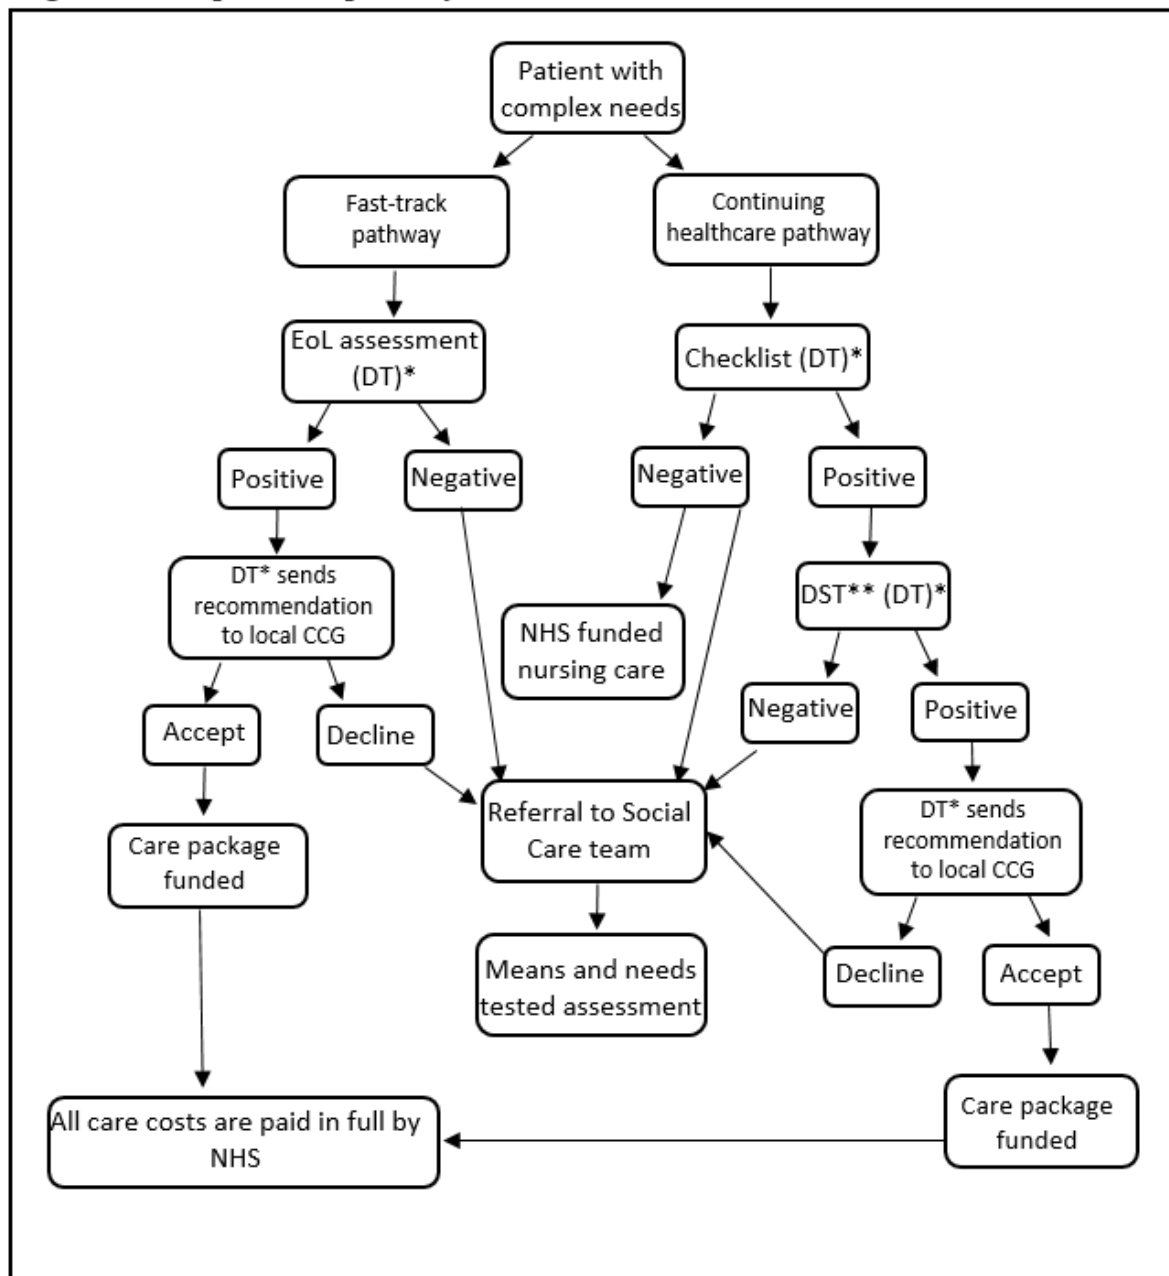 Patient with
complex needs
Fast-track
pathway
Continuing
healthcare pathway
EoL assessment
(DT)*
Checklist (DT)*
Positive
Negative
Negative
Positive
DT* sends
recommendation
to local CCG
DST** (DT)*
NHS funded
nursing care
Accept
Decline
Negative
Positive
Referral to Social
Care team
DT* sends
recommendation
to local CCG
Care package
funded
Means and needs
tested assessment
Decline
Accept
All care costs are paid in full by
NHS
Care package
funded